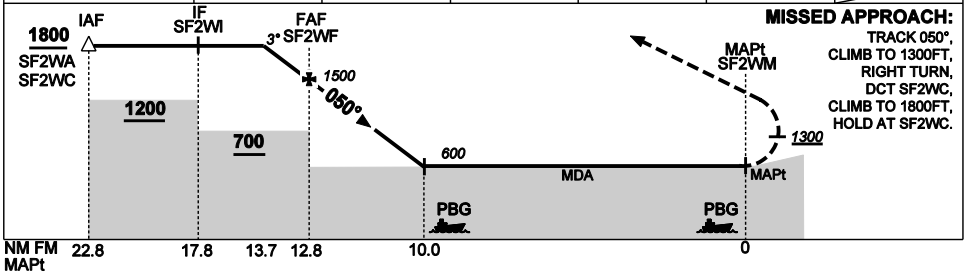 IAF
IF
SF2WI
FAF
SF2WF
MISSED APPROACH:
1800
SF2WA
SF2WC
3°
1500
050°
MAPt
SF2WM
TRACK 050°,
CLIMB TO 1300FT,
RIGHT TURN,
DCT SF2WC,
CLIMB TO 1800FT,
HOLD AT SF2WC.
1200
700
600
1300
MDA
MAPt
PBG
PBG
NM FM
MAPt
22.8
17.8
13.7
12.8
10.0
0